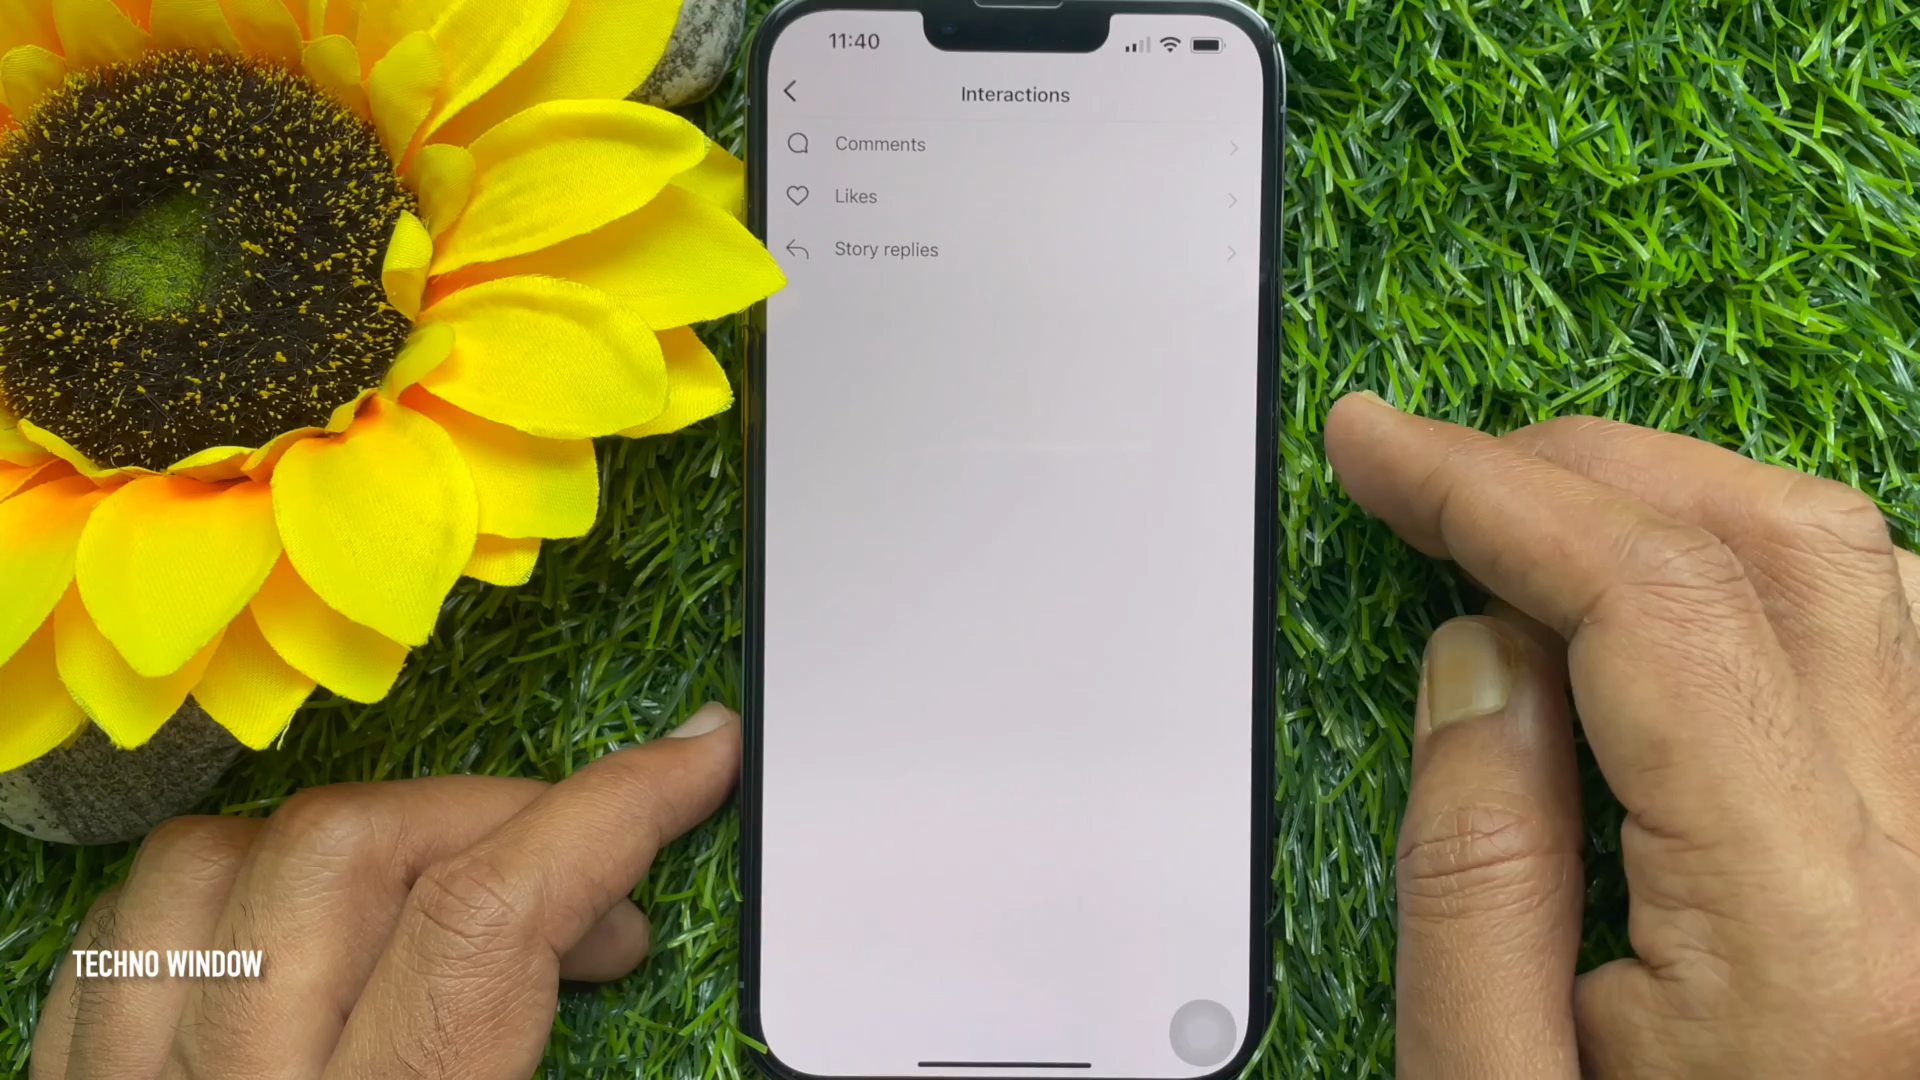 11:40
Interactions
Comments
Likes
Story replies
TECHNO WINDOW